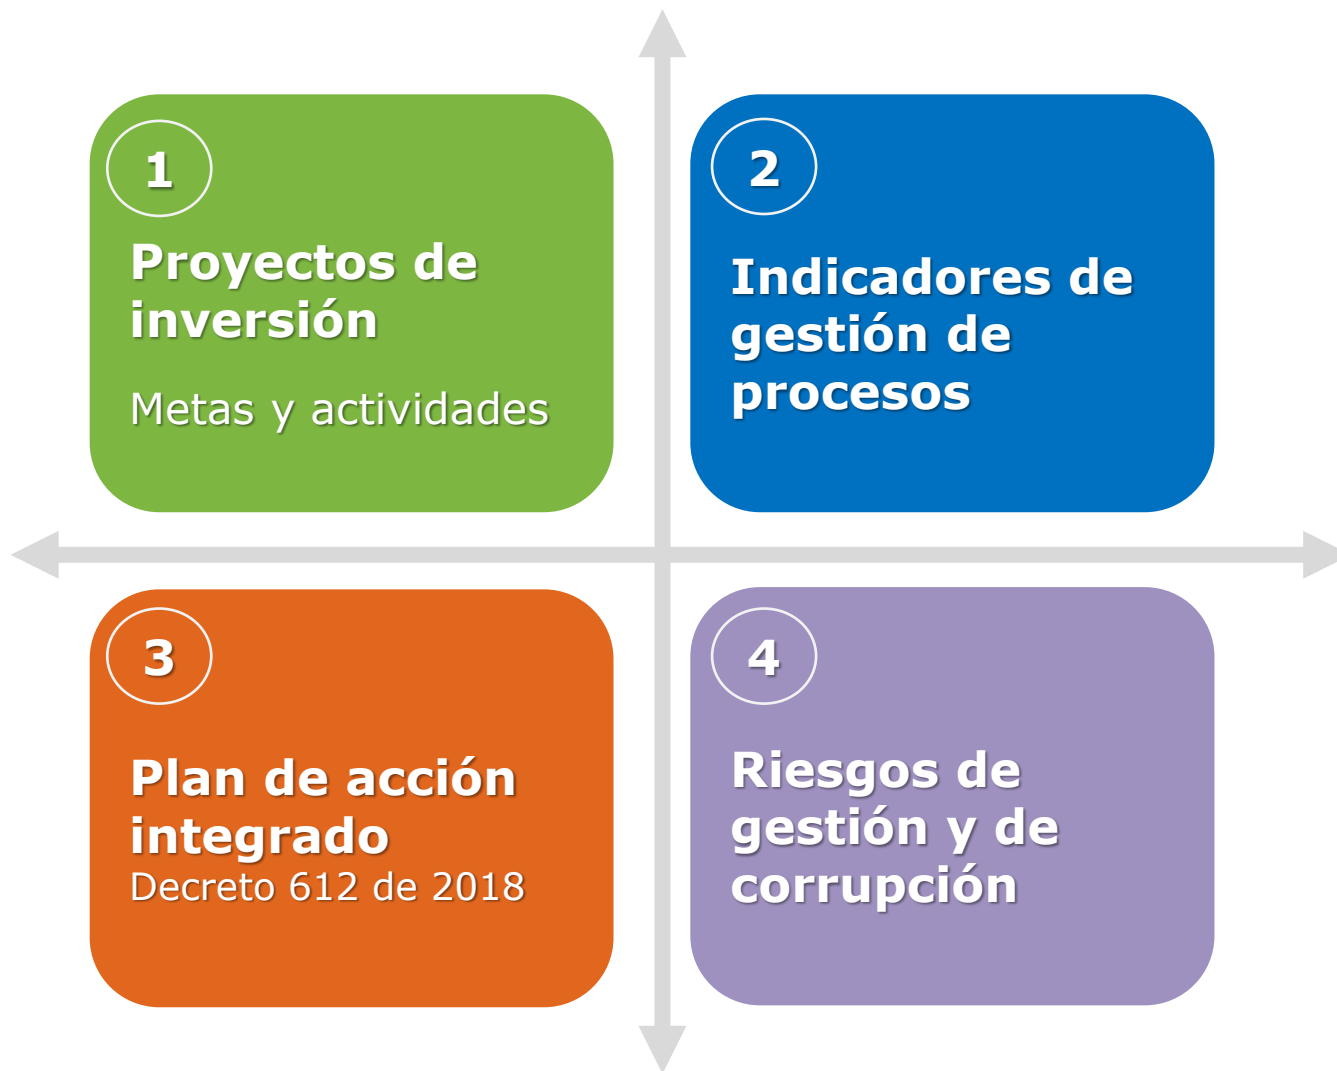 1
Proyectos de
inversión
Metas y actividades
2
Indicadores de
gestión de
procesos
3
Plan de acción
integrado
Decreto 612 de 2018
4
Riesgos de
gestión y de
corrupción